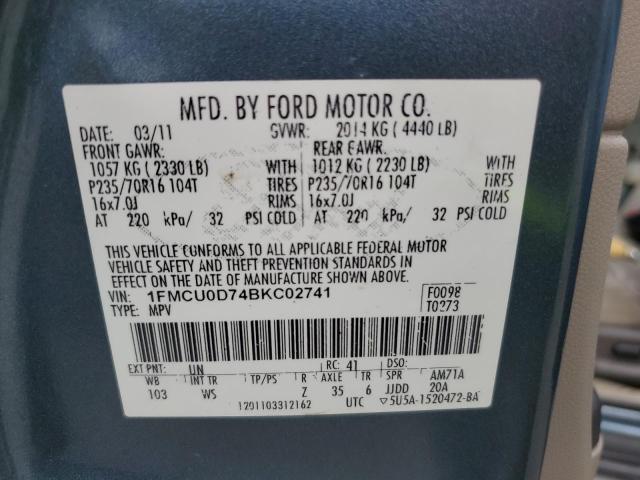 MFD. BY FORD MOTOR CO.
DATE: 03/11 GVWR: 2014 KG ( 4440 LB)
FRONT GAWR: REAR GAWR:
1057 KG ( 2330 LB) WITH 1012 KG ( 2230 LB) WITH
P235/70R16 104T TIRES P235/70R16 104T TIRES
16x7.0J RIMS 16x7.0J RIMS
AT 220 kPa/ 32 PSI COLD AT 220 kPa/ 32 PSI COLD
THIS VEHICLE CONFORMS TO ALL APPLICABLE FEDERAL MOTOR
VEHICLE SAFETY AND THEFT PREVENTION STANDARDS IN
EFFECT ON THE DATE OF MANUFACTURE SHOWN ABOVE.
VIN: 1FMCU0D74BKC02741 F0098
TYPE: MPV T0273
EXT PNT: UN RC: 41 DSO:
WB INT TR TP/PS R AXLE TR SPR AM71A
103 WS Z 35 6 JJDD 20A
1201103312162 UTC ▽5U5A-1520472-BA